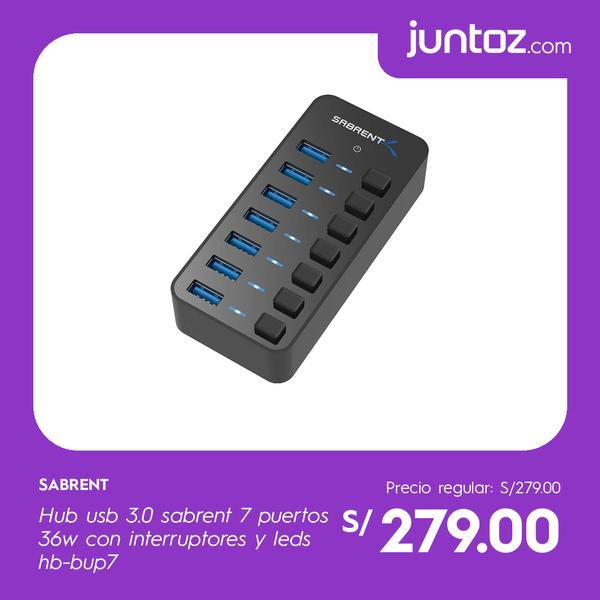 juntoz.com
SABRENT
SABRENT
Precio regular: S/279.00
Hub usb 3.0 sabrent 7 puertos
36w con interruptores y leds
hb-bup7
S/ 279.00